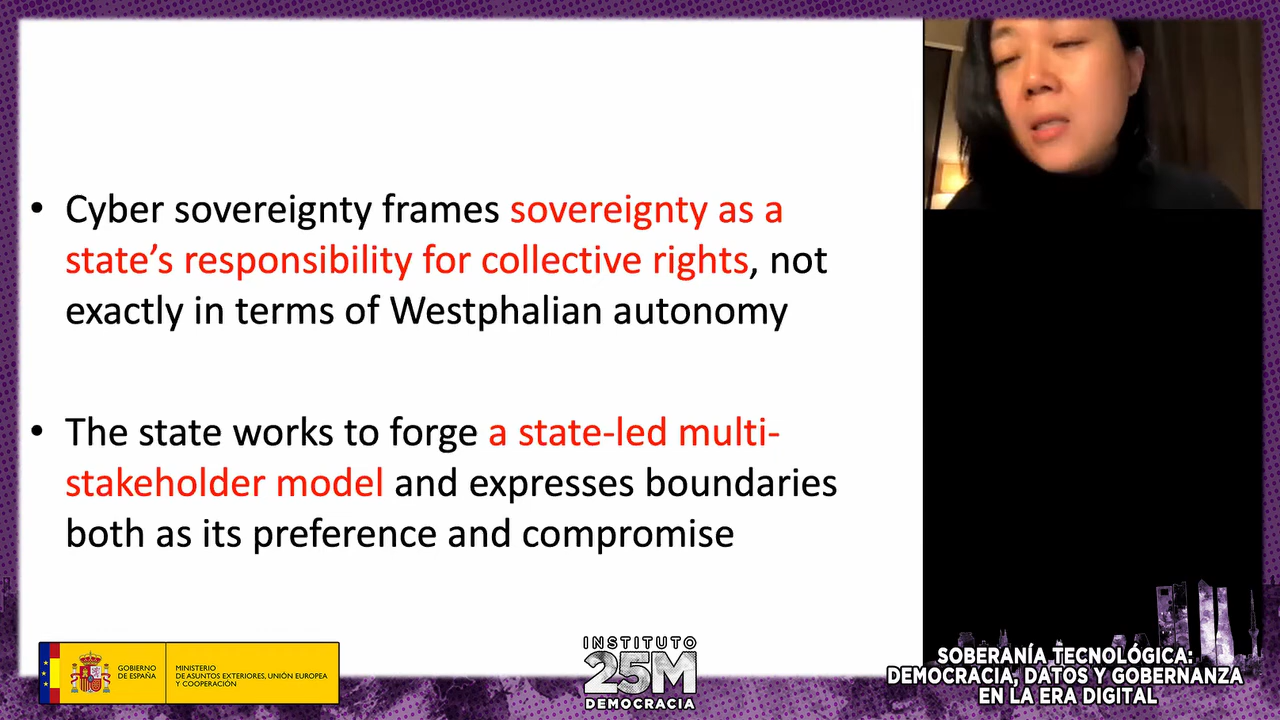 • Cyber sovereignty frames sovereignty as a
state’s responsibility for collective rights, not
exactly in terms of Westphalian autonomy
• The state works to forge a state-led multi-
stakeholder model and expresses boundaries
both as its preference and compromise
GOBIERNO
DE ESPAÑA
MINISTERIO
DE ASUNTOS EXTERIORES, UNIÓN EUROPEA
Y COOPERACIÓN
INSTITUTO
25M
DEMOCRACIA
SOBERANÍA TECNOLÓGICA:
DEMOCRACIA, DATOS Y GOBERNANZA
EN LA ERA DIGITAL